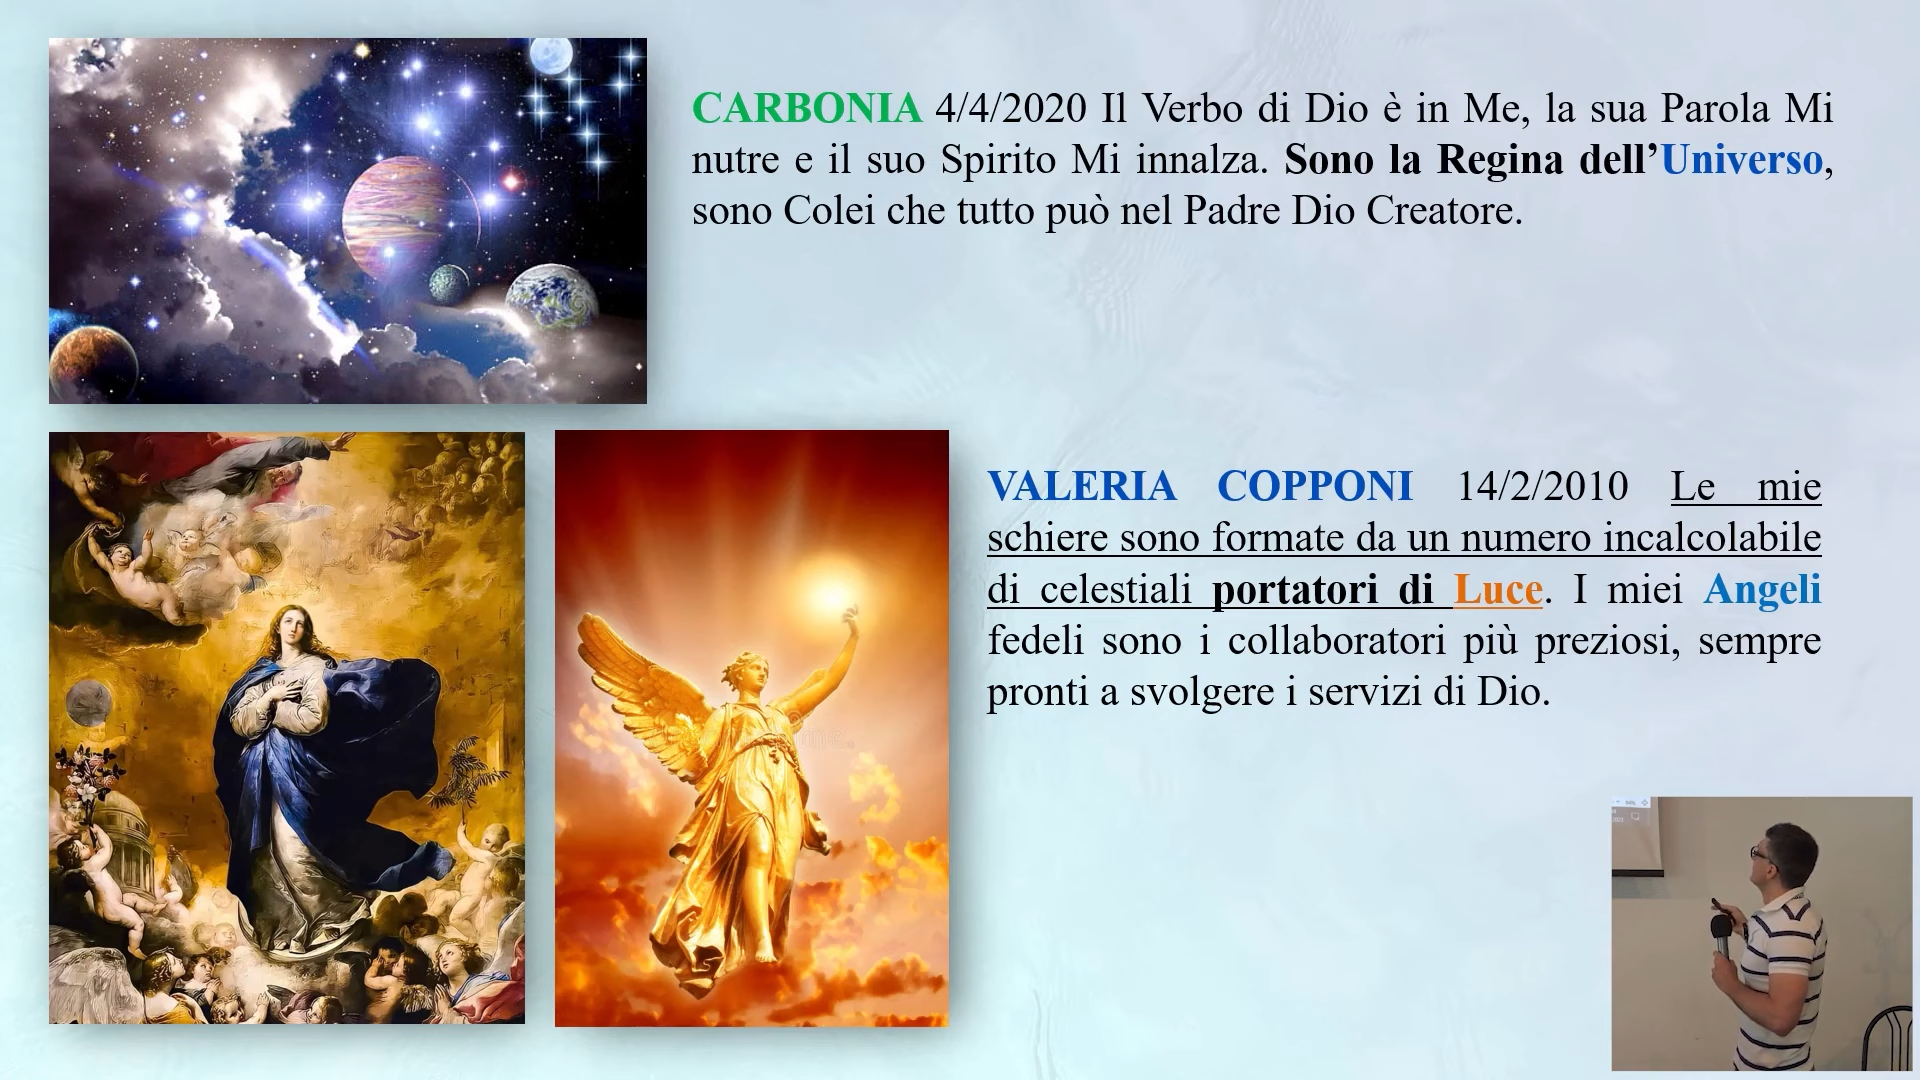 CARBONIA 4/4/2020 Il Verbo di Dio è in Me, la sua Parola Mi
nutre e il suo Spirito Mi innalza. Sono la Regina dell’Universo,
sono Colei che tutto può nel Padre Dio Creatore.
VALERIA COPPONI 14/2/2010 Le mie
schiere sono formate da un numero incalcolabile
di celestiali portatori di Luce. I miei Angeli
fedeli sono i collaboratori più preziosi, sempre
pronti a svolgere i servizi di Dio.